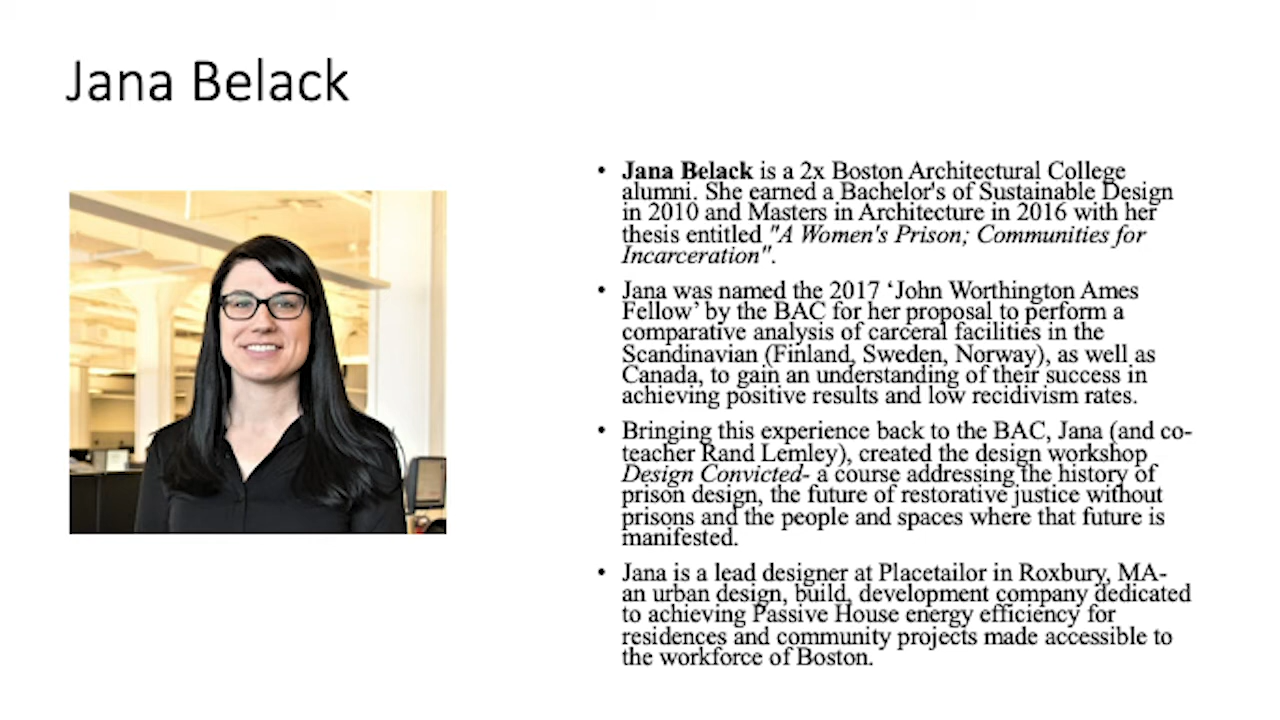 Jana Belack
• Jana Belack is a 2x Boston Architectural College
alumni. She earned a Bachelor's of Sustainable Design
in 2010 and Masters in Architecture in 2016 with her
thesis entitled "A Women's Prison; Communities for
Incarceration".
• Jana was named the 2017 ‘John Worthington Ames
Fellow’ by the BAC for her proposal to perform a
comparative analysis of carceral facilities in the
Scandinavian (Finland, Sweden, Norway), as well as
Canada, to gain an understanding of their success in
achieving positive results and low recidivism rates.
• Bringing this experience back to the BAC, Jana (and co-
teacher Rand Lemley), created the design workshop
Design Convicted- a course addressing the history of
prison design, the future of restorative justice without
prisons and the people and spaces where that future is
manifested.
• Jana is a lead designer at Placetailor in Roxbury, MA-
an urban design, build, development company dedicated
to achieving Passive House energy efficiency for
residences and community projects made accessible to
the workforce of Boston.